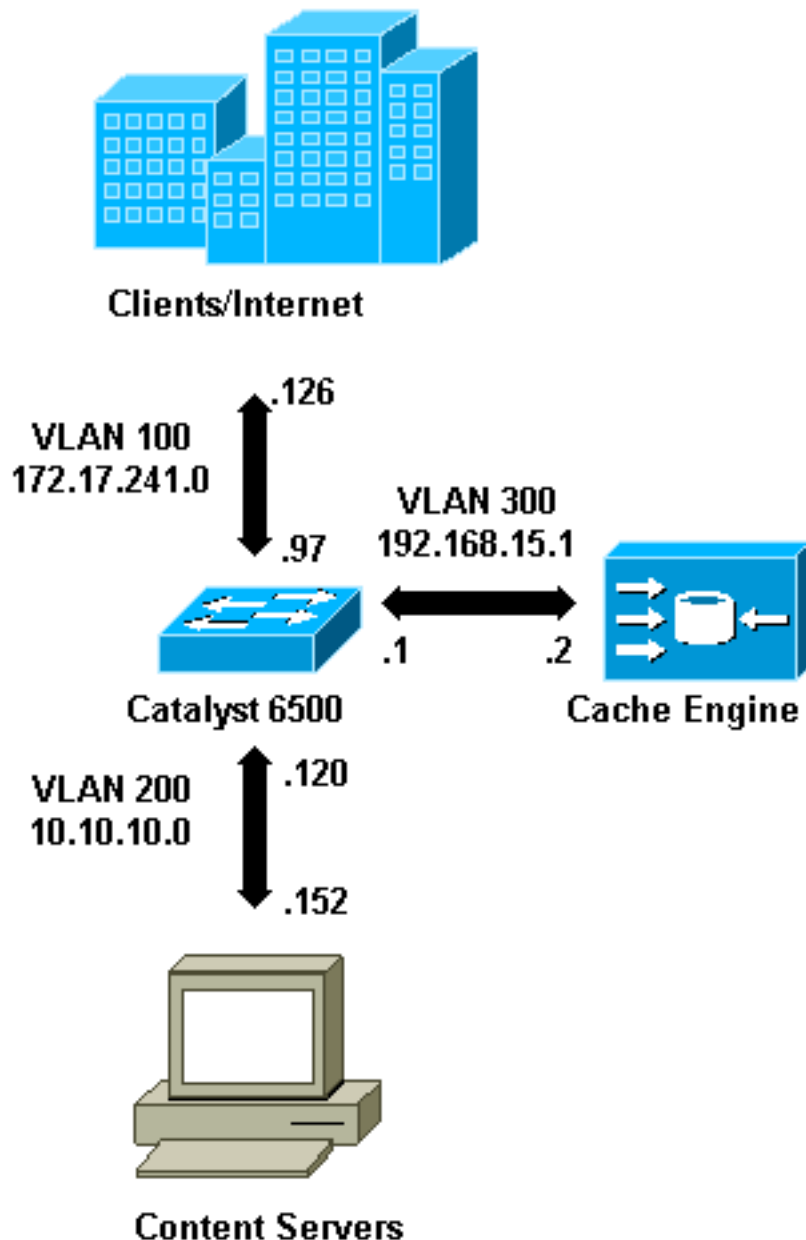 Clients/Internet
.126
VLAN 100
172.17.241.0
.97
VLAN 300
192.168.15.1
.1
.2
Catalyst 6500
Cache Engine
VLAN 200
10.10.10.0
.120
.152
Content Servers